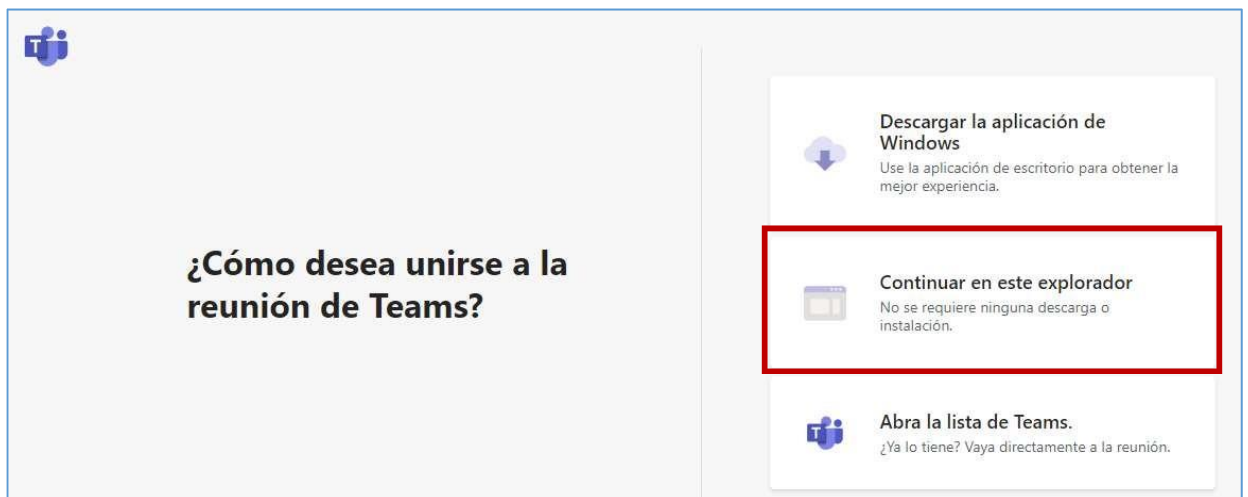 ¿Cómo desea unirse a la
reunión de Teams?
Descargar la aplicación de
Windows
Use la aplicación de escritorio para obtener la
mejor experiencia.
Continuar en este explorador
No se requiere ninguna descarga o
instalación.
Abra la lista de Teams.
¿Ya lo tiene? Vaya directamente a la reunión.